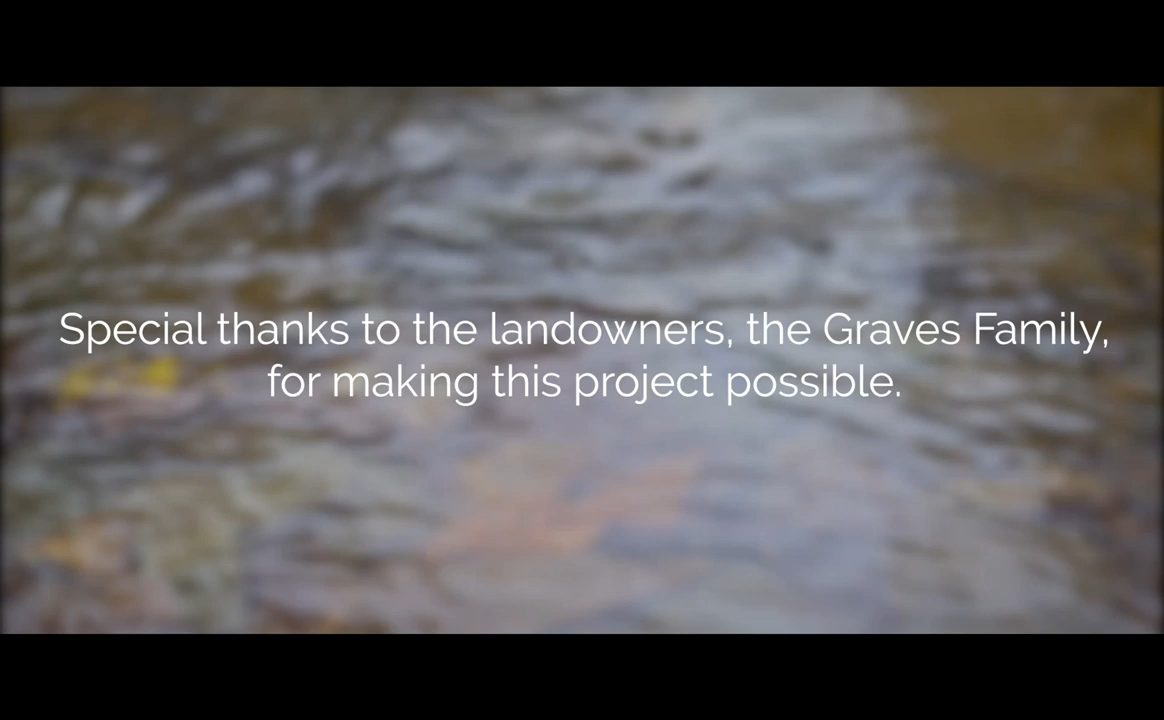 Special thanks to the landowners, the Graves Family,
for making this project possible.